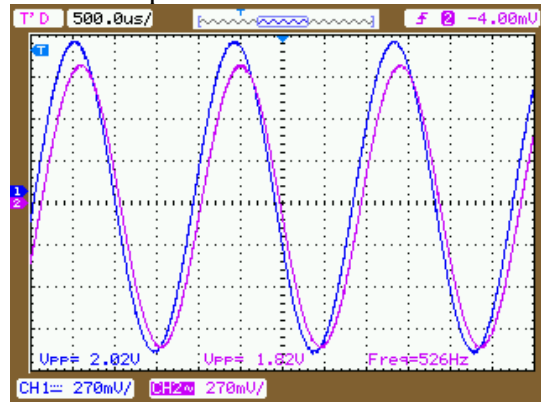 T'D 500.0us/ T ƒ 2 -4.00mV
T
1
2
Vpp= 2.02V Vpp= 1.82V Freq=526Hz
CH1⎓ 270mV/ CH2∿ 270mV/